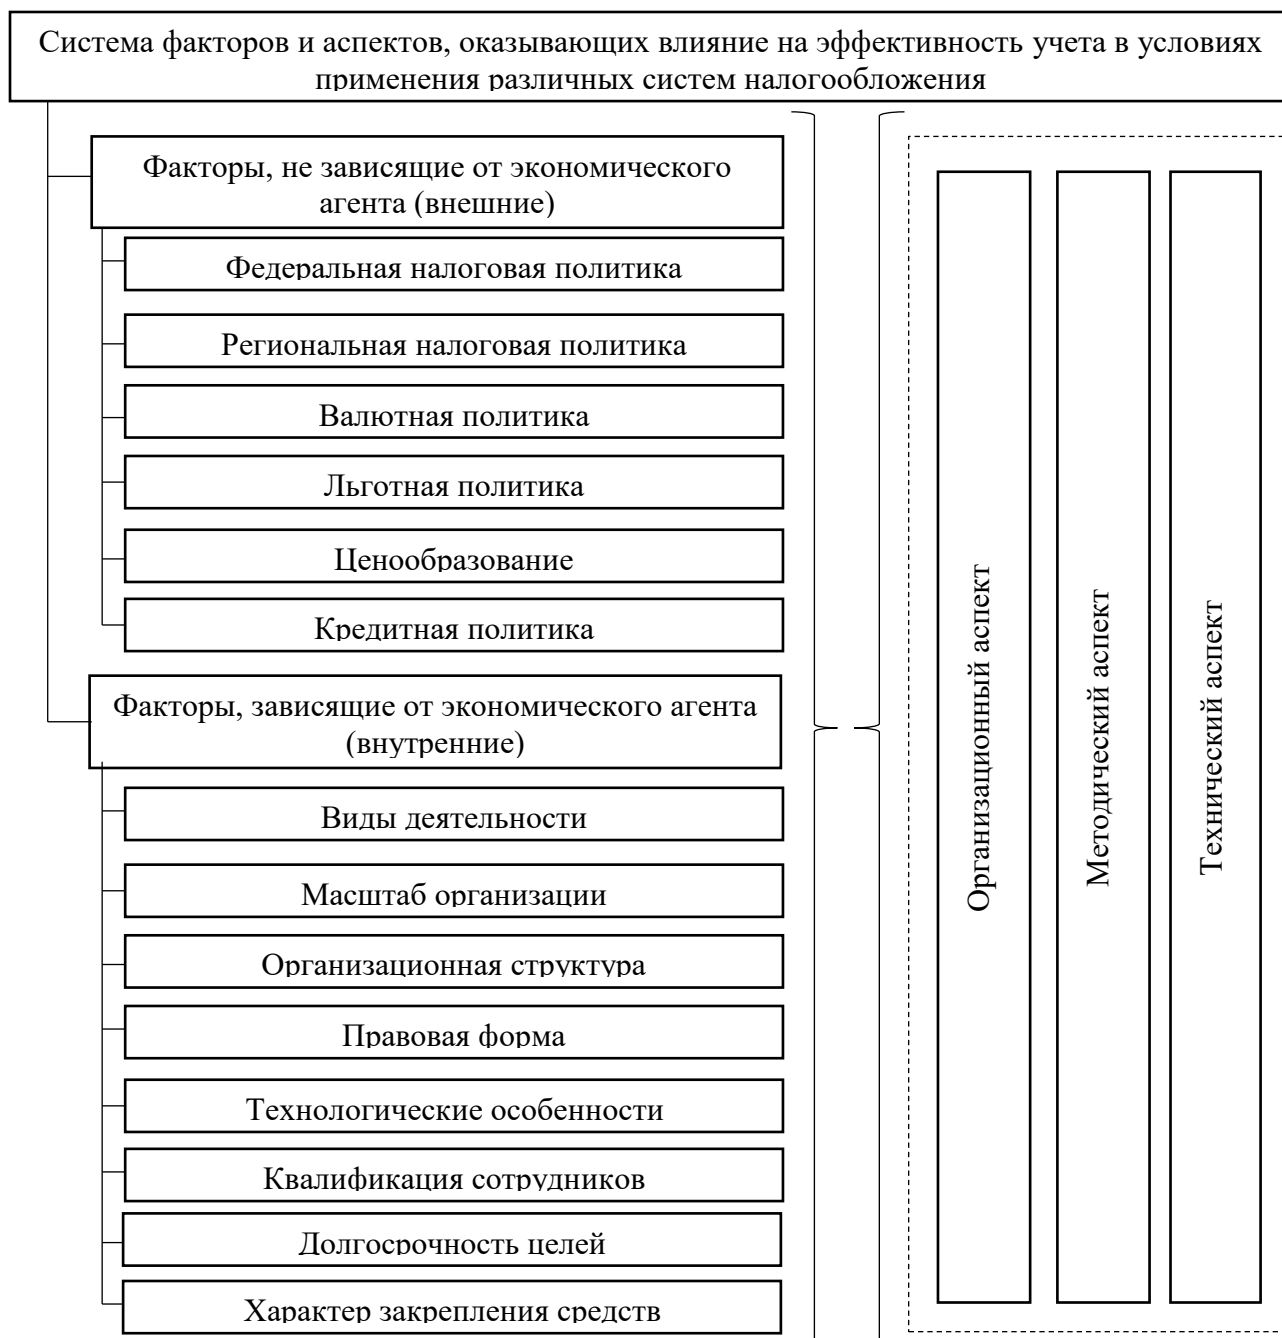 Система факторов и аспектов, оказывающих влияние на эффективность учета в условиях
применения различных систем налогообложения
Факторы, не зависящие от экономического
агента (внешние)
Федеральная налоговая политика
Региональная налоговая политика
Валютная политика
Льготная политика
Ценообразование
Кредитная политика
Факторы, зависящие от экономического агента
(внутренние)
Виды деятельности
Масштаб организации
Организационная структура
Правовая форма
Технологические особенности
Квалификация сотрудников
Долгосрочность целей
Характер закрепления средств
Организационный аспект
Методический аспект
Технический аспект